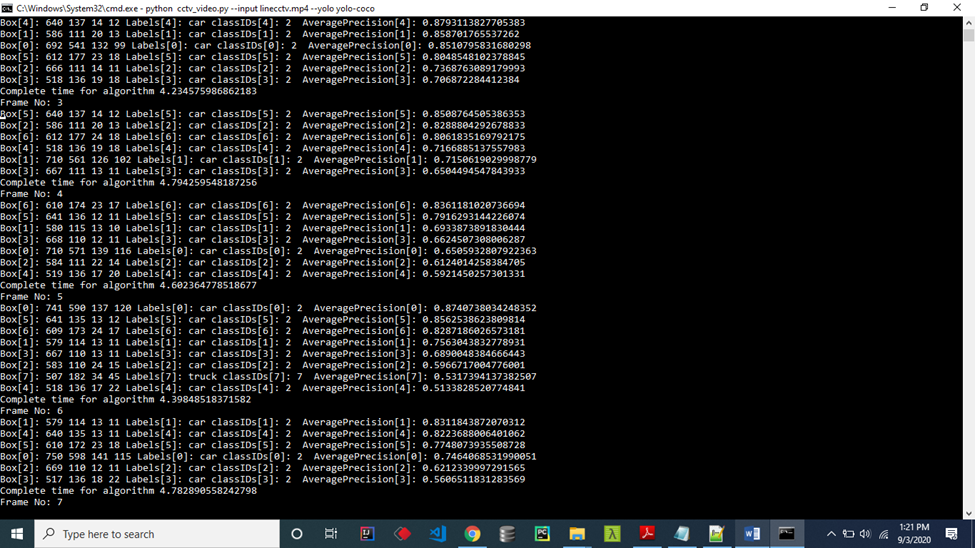 C:\Windows\System32\cmd.exe - python cctv_video.py --input linecctv.mp4 --yolo yolo-coco
Box[4]: 640 137 14 12 Labels[4]: car classIDs[4]: 2  AveragePrecision[4]: 0.8793113827705383
Box[1]: 586 111 20 13 Labels[1]: car classIDs[1]: 2  AveragePrecision[1]: 0.858701705537262
Box[0]: 692 541 132 99 Labels[0]: car classIDs[0]: 2  AveragePrecision[0]: 0.8510795831680298
Box[5]: 612 177 23 18 Labels[5]: car classIDs[5]: 2  AveragePrecision[5]: 0.8048548102378845
Box[2]: 666 111 14 11 Labels[2]: car classIDs[2]: 2  AveragePrecision[2]: 0.7368763089179993
Box[3]: 518 136 19 18 Labels[3]: car classIDs[3]: 2  AveragePrecision[3]: 0.706872284412384
Complete time for algorithm 4.234575986862183
Frame No: 3
Box[5]: 640 137 14 12 Labels[5]: car classIDs[5]: 2  AveragePrecision[5]: 0.8508764505386353
Box[2]: 586 111 20 13 Labels[2]: car classIDs[2]: 2  AveragePrecision[2]: 0.8288804292678833
Box[6]: 612 177 24 18 Labels[6]: car classIDs[6]: 2  AveragePrecision[6]: 0.8061835169792175
Box[4]: 518 136 19 18 Labels[4]: car classIDs[4]: 2  AveragePrecision[4]: 0.7166885137557983
Box[1]: 710 561 126 102 Labels[1]: car classIDs[1]: 2  AveragePrecision[1]: 0.7150619029998779
Box[3]: 667 111 13 11 Labels[3]: car classIDs[3]: 2  AveragePrecision[3]: 0.6504494547843933
Complete time for algorithm 4.794259548187256
Frame No: 4
Box[6]: 610 174 23 17 Labels[6]: car classIDs[6]: 2  AveragePrecision[6]: 0.8361181020736694
Box[5]: 641 136 12 11 Labels[5]: car classIDs[5]: 2  AveragePrecision[5]: 0.7916293144226074
Box[1]: 580 115 13 10 Labels[1]: car classIDs[1]: 2  AveragePrecision[1]: 0.6933873891830444
Box[3]: 668 110 12 11 Labels[3]: car classIDs[3]: 2  AveragePrecision[3]: 0.6624507308006287
Box[0]: 710 571 139 116 Labels[0]: car classIDs[0]: 2  AveragePrecision[0]: 0.6505932807922363
Box[2]: 584 111 22 14 Labels[2]: car classIDs[2]: 2  AveragePrecision[2]: 0.6124014258384705
Box[4]: 519 136 17 20 Labels[4]: car classIDs[4]: 2  AveragePrecision[4]: 0.5921450257301331
Complete time for algorithm 4.602364778518677
Frame No: 5
Box[0]: 741 590 137 120 Labels[0]: car classIDs[0]: 2  AveragePrecision[0]: 0.8740738034248352
Box[5]: 641 135 13 12 Labels[5]: car classIDs[5]: 2  AveragePrecision[5]: 0.8562538623809814
Box[6]: 609 173 24 17 Labels[6]: car classIDs[6]: 2  AveragePrecision[6]: 0.8287186026573181
Box[1]: 579 114 13 11 Labels[1]: car classIDs[1]: 2  AveragePrecision[1]: 0.7563043832778931
Box[3]: 667 110 13 11 Labels[3]: car classIDs[3]: 2  AveragePrecision[3]: 0.6890048384666443
Box[2]: 583 110 24 15 Labels[2]: car classIDs[2]: 2  AveragePrecision[2]: 0.5966717004776001
Box[7]: 507 182 34 45 Labels[7]: truck classIDs[7]: 7  AveragePrecision[7]: 0.5317394137382507
Box[4]: 518 136 17 22 Labels[4]: car classIDs[4]: 2  AveragePrecision[4]: 0.5133828520774841
Complete time for algorithm 4.39848518371582
Frame No: 6
Box[1]: 579 114 13 11 Labels[1]: car classIDs[1]: 2  AveragePrecision[1]: 0.8311843872070312
Box[4]: 640 135 13 11 Labels[4]: car classIDs[4]: 2  AveragePrecision[4]: 0.8223688006401062
Box[5]: 610 172 23 18 Labels[5]: car classIDs[5]: 2  AveragePrecision[5]: 0.7748073935508728
Box[0]: 750 598 141 115 Labels[0]: car classIDs[0]: 2  AveragePrecision[0]: 0.7464068531990051
Box[2]: 669 110 12 11 Labels[2]: car classIDs[2]: 2  AveragePrecision[2]: 0.6212339997291565
Box[3]: 517 136 18 22 Labels[3]: car classIDs[3]: 2  AveragePrecision[3]: 0.5606511831283569
Complete time for algorithm 4.782890558242798
Frame No: 7
Type here to search
1:21 PM
9/3/2020